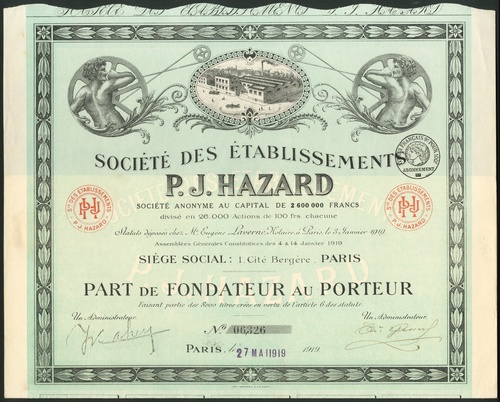 SOCIÉTÉ DES ÉTABLISSEMENTS
P.J. HAZARD
SOCIÉTÉ ANONYME AU CAPITAL DE 2 600 000 FRANCS
divisé en 26.000 Actions de 100 frs. chacune
Statuts déposés chez Mr. Eugène Laverne, Notaire, à Paris, le 3 Janvier 1919
Assemblées Générales Constitutives des 4 & 14 Janvier 1919
SIÈGE SOCIAL: 1, Cité Bergère, PARIS
PART DE FONDATEUR AU PORTEUR
Faisant partie des 8000 titres créés en vertu de l'article 6 des statuts
Un Administrateur
Un Administrateur
No 06,326
PARIS, le 27 MAI 1919 1919
Sté DES ÉTABLISSEMENTS
PJH
P.J. HAZARD
Sté DES ÉTABLISSEMENTS
PJH
P.J. HAZARD
ABONNEMENT